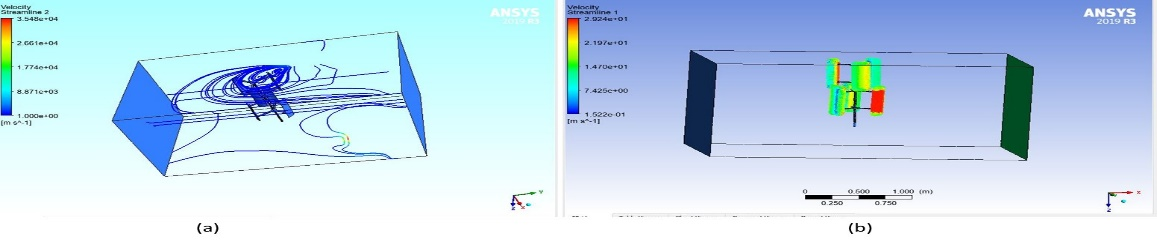 Velocity
Streamline 2
3.548e+04
2.661e+04
1.774e+04
8.871e+03
1.000e+00
[m s^-1]
ANSYS
2019 R3
Y
X
Z
(a)
Velocity
Streamline 1
2.924e+01
2.197e+01
1.470e+01
7.425e+00
1.522e-01
[m s^-1]
ANSYS
2019 R3
0 0.500 1.000 (m)
0.250 0.750
X
Z
(b)